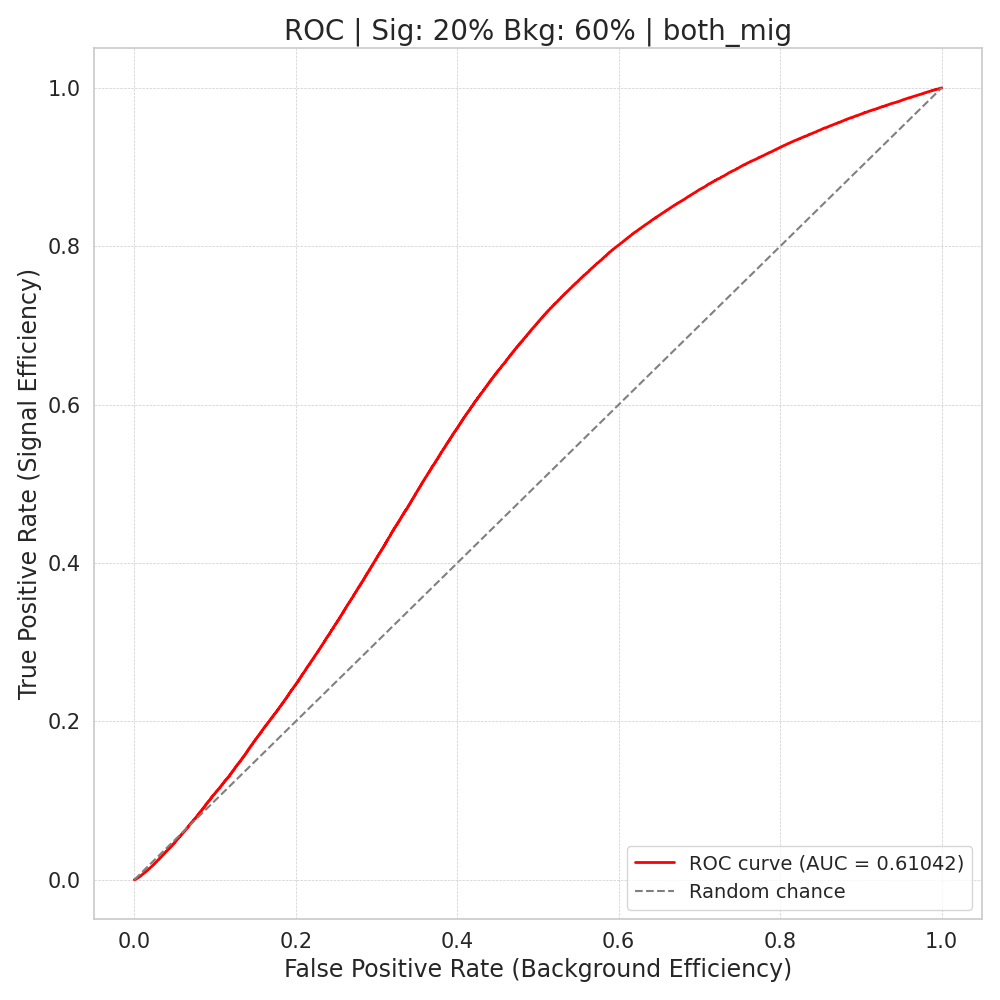 ROC | Sig: 20% Bkg: 60% | both_mig
True Positive Rate (Signal Efficiency)
1.0
0.8
0.6
0.4
0.2
0.0
ROC curve (AUC = 0.61042)
Random chance
0.0 0.2 0.4 0.6 0.8 1.0
False Positive Rate (Background Efficiency)